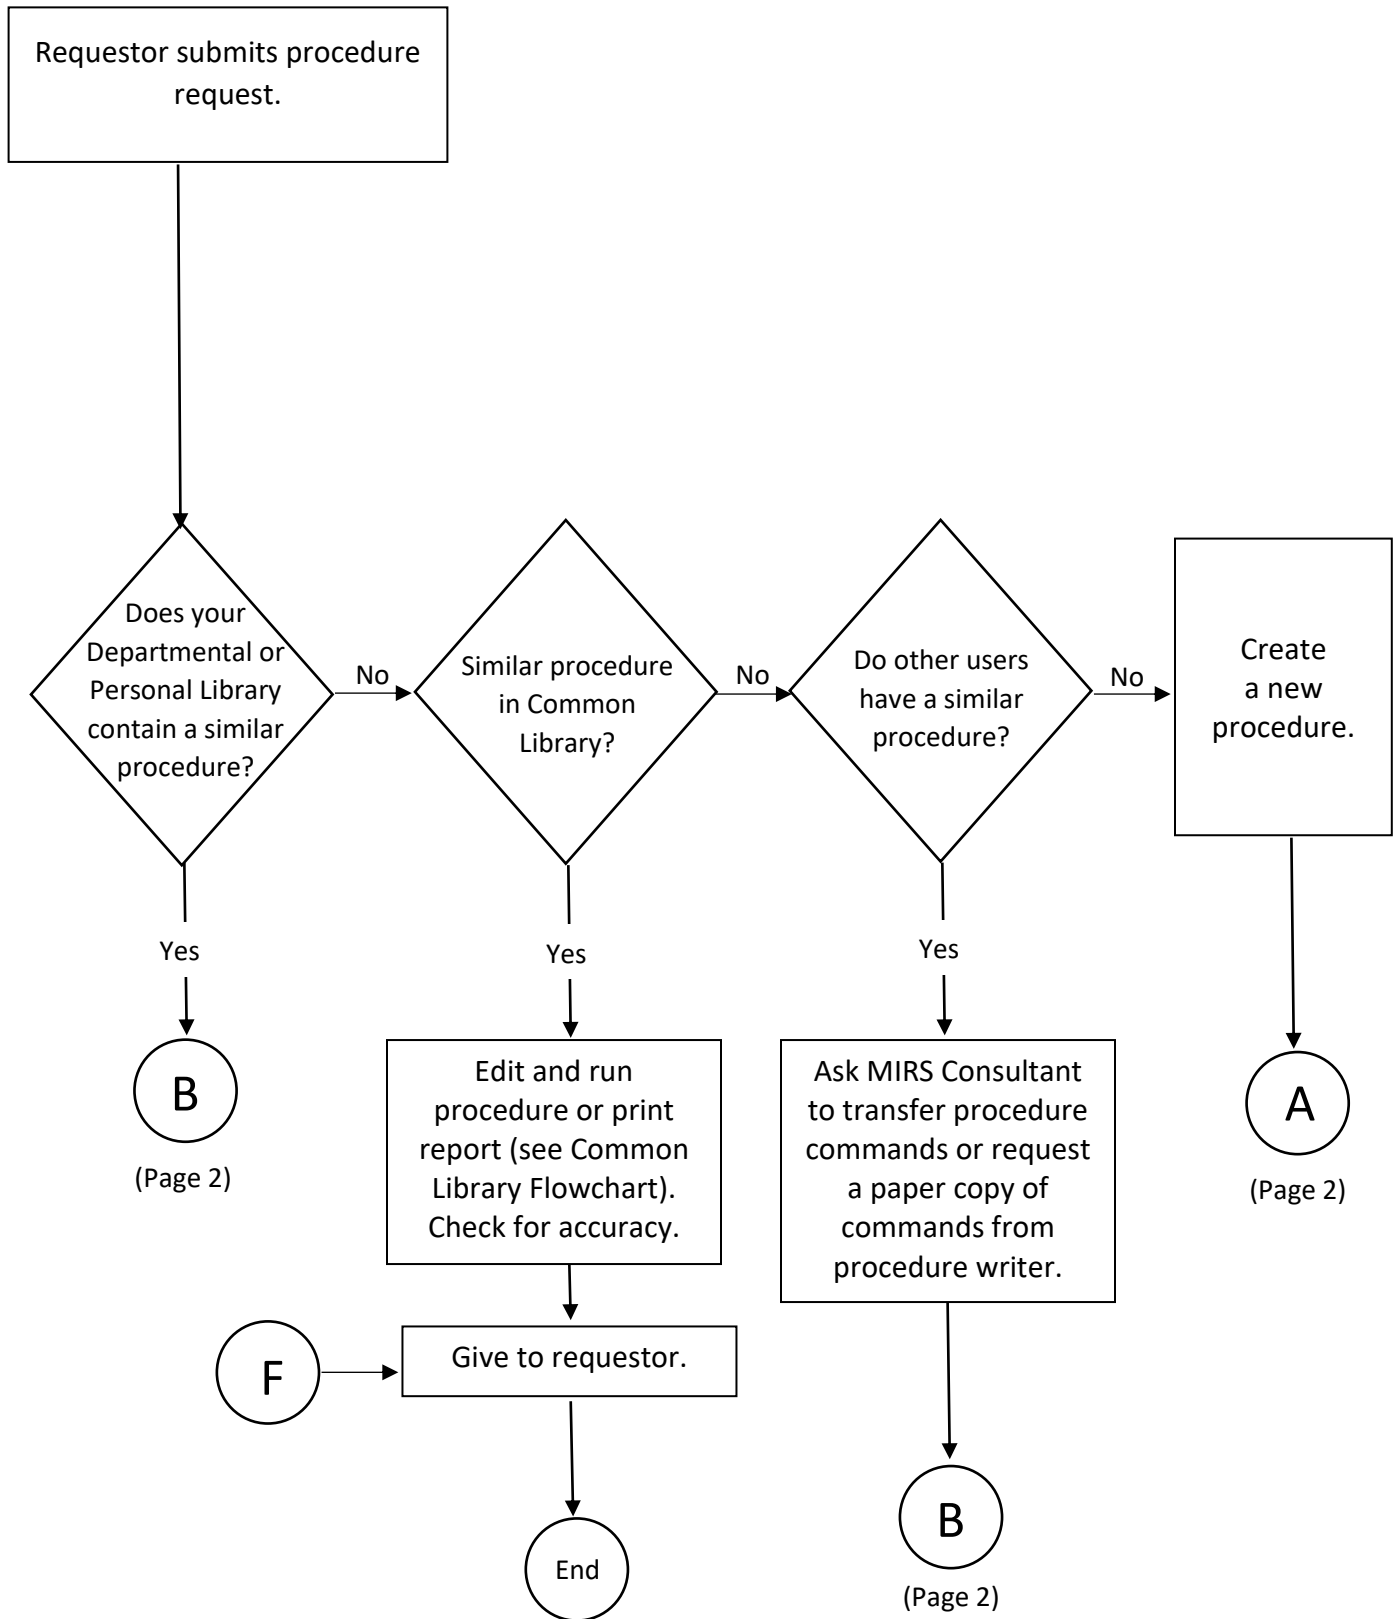 Requestor submits procedure
request.
Does your
Departmental or
Personal Library
contain a similar
procedure?
No
Similar procedure
in Common
Library?
No
Do other users
have a similar
procedure?
No
Create
a new
procedure.
Yes
Yes
Yes
B
(Page 2)
Edit and run
procedure or print
report (see Common
Library Flowchart).
Check for accuracy.
Ask MIRS Consultant
to transfer procedure
commands or request
a paper copy of
commands from
procedure writer.
A
(Page 2)
F
Give to requestor.
End
B
(Page 2)